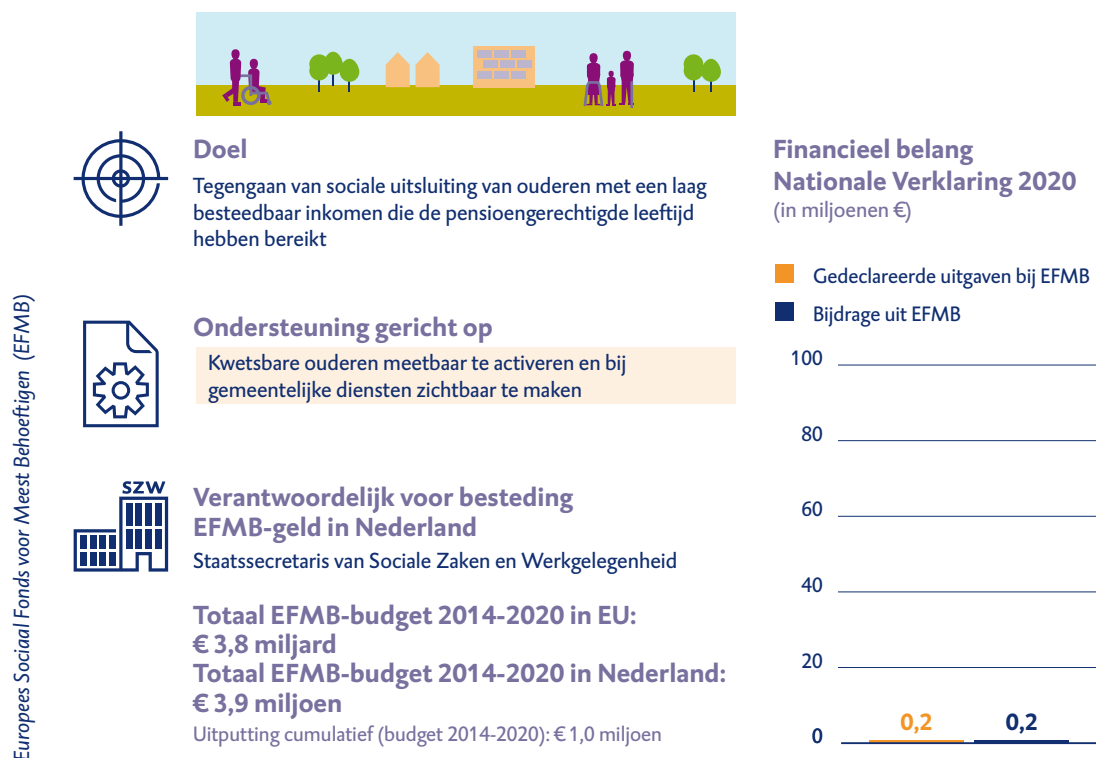 Europees Sociaal Fonds voor Meest Behoeftigen (EFMB)
Doel
Tegengaan van sociale uitsluiting van ouderen met een laag
besteedbaar inkomen die de pensioengerechtigde leeftijd
hebben bereikt
Ondersteuning gericht op
Kwetsbare ouderen meetbaar te activeren en bij
gemeentelijke diensten zichtbaar te maken
SZW
Verantwoordelijk voor besteding
EFMB-geld in Nederland
Staatssecretaris van Sociale Zaken en Werkgelegenheid
Totaal EFMB-budget 2014-2020 in EU:
€ 3,8 miljard
Totaal EFMB-budget 2014-2020 in Nederland:
€ 3,9 miljoen
Uitputting cumulatief (budget 2014-2020): € 1,0 miljoen
Financieel belang
Nationale Verklaring 2020
(in miljoenen €)
Gedeclareerde uitgaven bij EFMB
Bijdrage uit EFMB
100
80
60
40
20
0
0,2
0,2